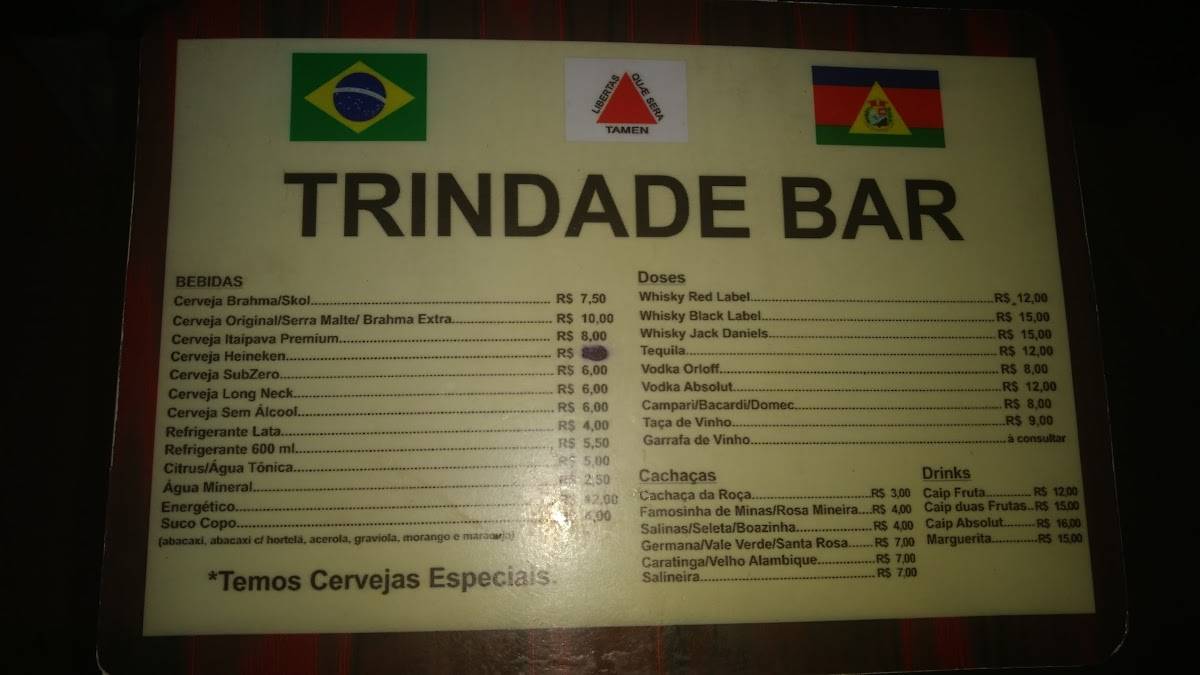 LIBERTAS QUÆ SERA
TAMEN
TRINDADE BAR
BEBIDAS
Cerveja Brahma/Skol R$ 7,50
Cerveja Original/Serra Malte/ Brahma Extra R$ 10,00
Cerveja Itaipava Premium R$ 8,00
Cerveja Heineken R$
Cerveja SubZero R$ 6,00
Cerveja Long Neck R$ 6,00
Cerveja Sem Álcool R$ 6,00
Refrigerante Lata R$ 4,00
Refrigerante 600 ml R$ 5,50
Citrus/Água Tônica R$ 5,00
Água Mineral R$ 2,50
Energético R$ 12,00
Suco Copo R$ 6,00
(abacaxi, abacaxi c/ hortelã, acerola, graviola, morango e maracujá)
*Temos Cervejas Especiais.
Doses
Whisky Red Label R$ 12,00
Whisky Black Label R$ 15,00
Whisky Jack Daniels R$ 15,00
Tequila R$ 12,00
Vodka Orloff R$ 8,00
Vodka Absolut R$ 12,00
Campari/Bacardi/Domec R$ 8,00
Taça de Vinho R$ 9,00
Garrafa de Vinho à consultar
Cachaças
Cachaça da Roça R$ 3,00
Famosinha de Minas/Rosa Mineira R$ 4,00
Salinas/Seleta/Boazinha R$ 4,00
Germana/Vale Verde/Santa Rosa R$ 7,00
Caratinga/Velho Alambique R$ 7,00
Salineira R$ 7,00
Drinks
Caip Fruta R$ 12,00
Caip duas Frutas R$ 15,00
Caip Absolut R$ 16,00
Marguerita R$ 15,00